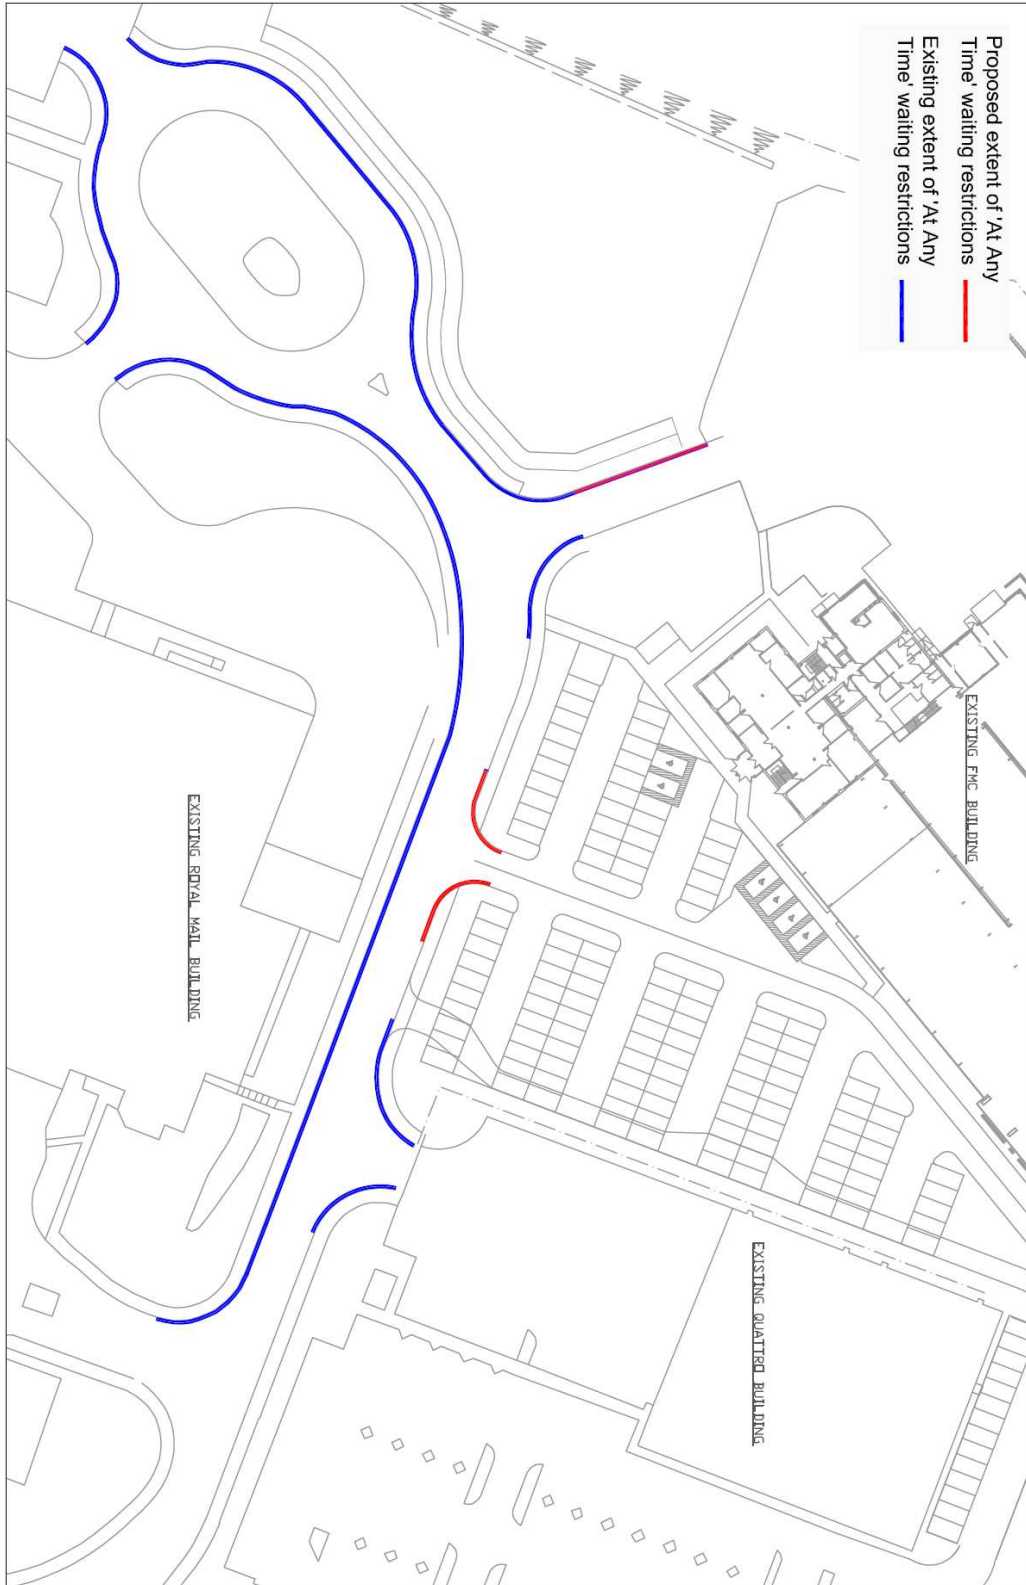 Proposed extent of 'At Any
Time' waiting restrictions
Existing extent of 'At Any
Time' waiting restrictions
EXISTING FMC BUILDING
EXISTING ROYAL MAIL BUILDING
EXISTING QUATTRO BUILDING